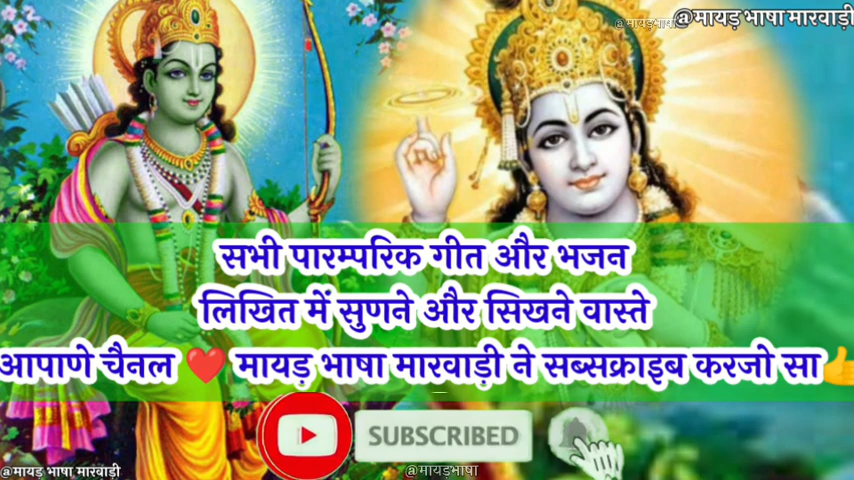 @मायड़ भाषा मारवाड़ी
@मायड़भाषा
सभी पारम्परिक गीत और भजन
लिखित में सुणने और सिखने वास्ते
आपाणे चैनल ❤️ मायड़ भाषा मारवाड़ी ने सब्सक्राइब करजो सा👍
SUBSCRIBED
@मायड़ भाषा मारवाड़ी
@मायड़भाषा